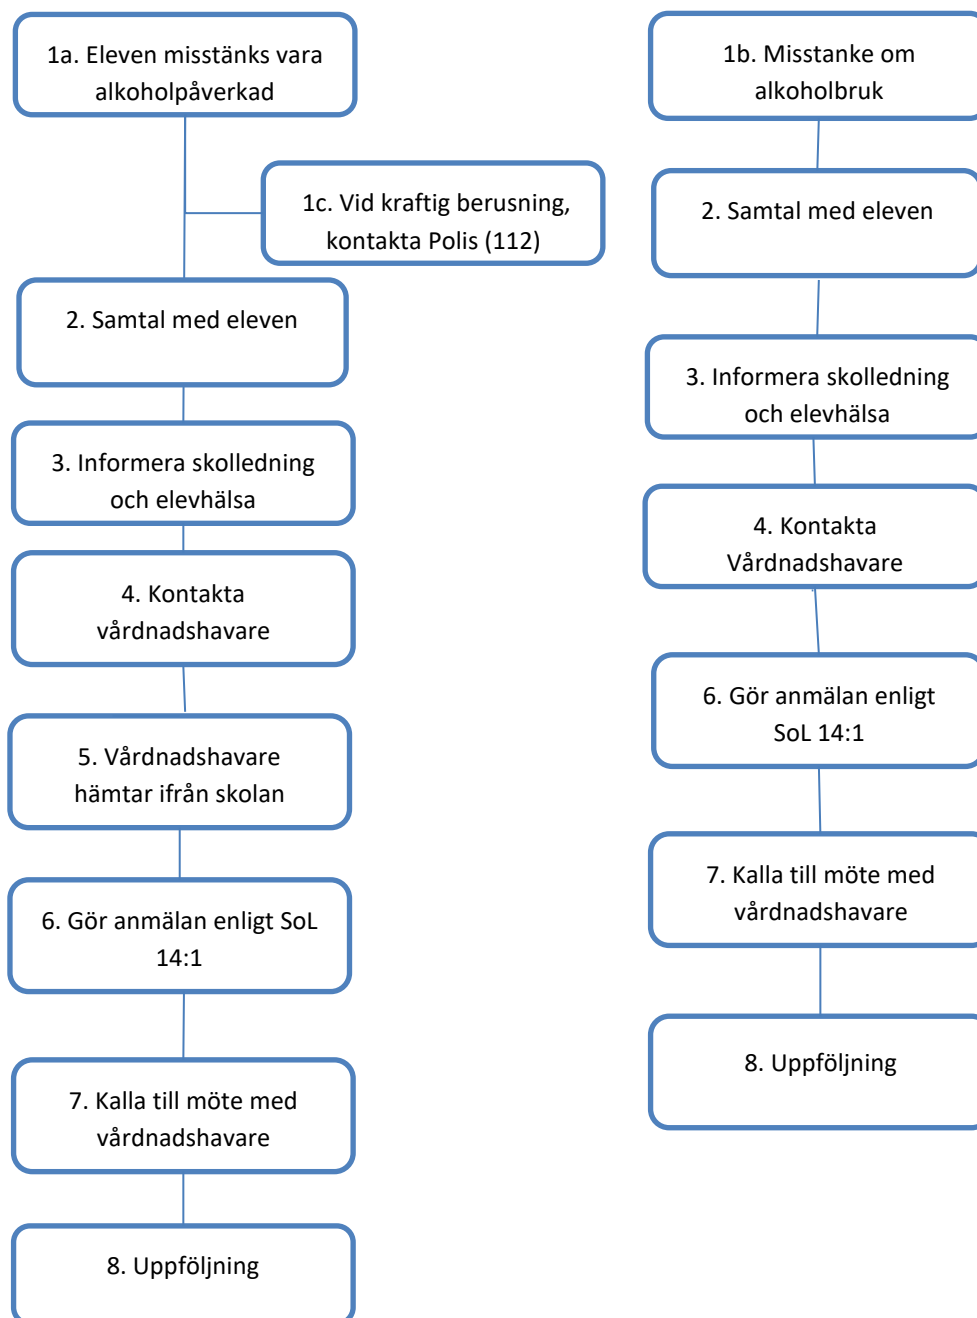 1a. Eleven misstänks vara
alkoholpåverkad
1c. Vid kraftig berusning,
kontakta Polis (112)
2. Samtal med eleven
3. Informera skolledning
och elevhälsa
4. Kontakta
vårdnadshavare
5. Vårdnadshavare
hämtar ifrån skolan
6. Gör anmälan enligt SoL
14:1
7. Kalla till möte med
vårdnadshavare
8. Uppföljning
1b. Misstanke om
alkoholbruk
2. Samtal med eleven
3. Informera skolledning
och elevhälsa
4. Kontakta
Vårdnadshavare
6. Gör anmälan enligt
SoL 14:1
7. Kalla till möte med
vårdnadshavare
8. Uppföljning